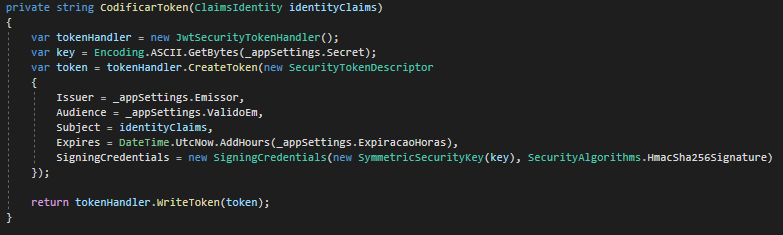 private string CodificarToken(ClaimsIdentity identityClaims)
{
    var tokenHandler = new JwtSecurityTokenHandler();
    var key = Encoding.ASCII.GetBytes(_appSettings.Secret);
    var token = tokenHandler.CreateToken(new SecurityTokenDescriptor
    {
        Issuer = _appSettings.Emissor,
        Audience = _appSettings.ValidoEm,
        Subject = identityClaims,
        Expires = DateTime.UtcNow.AddHours(_appSettings.ExpiracaoHoras),
        SigningCredentials = new SigningCredentials(new SymmetricSecurityKey(key), SecurityAlgorithms.HmacSha256Signature)
    });

    return tokenHandler.WriteToken(token);
}